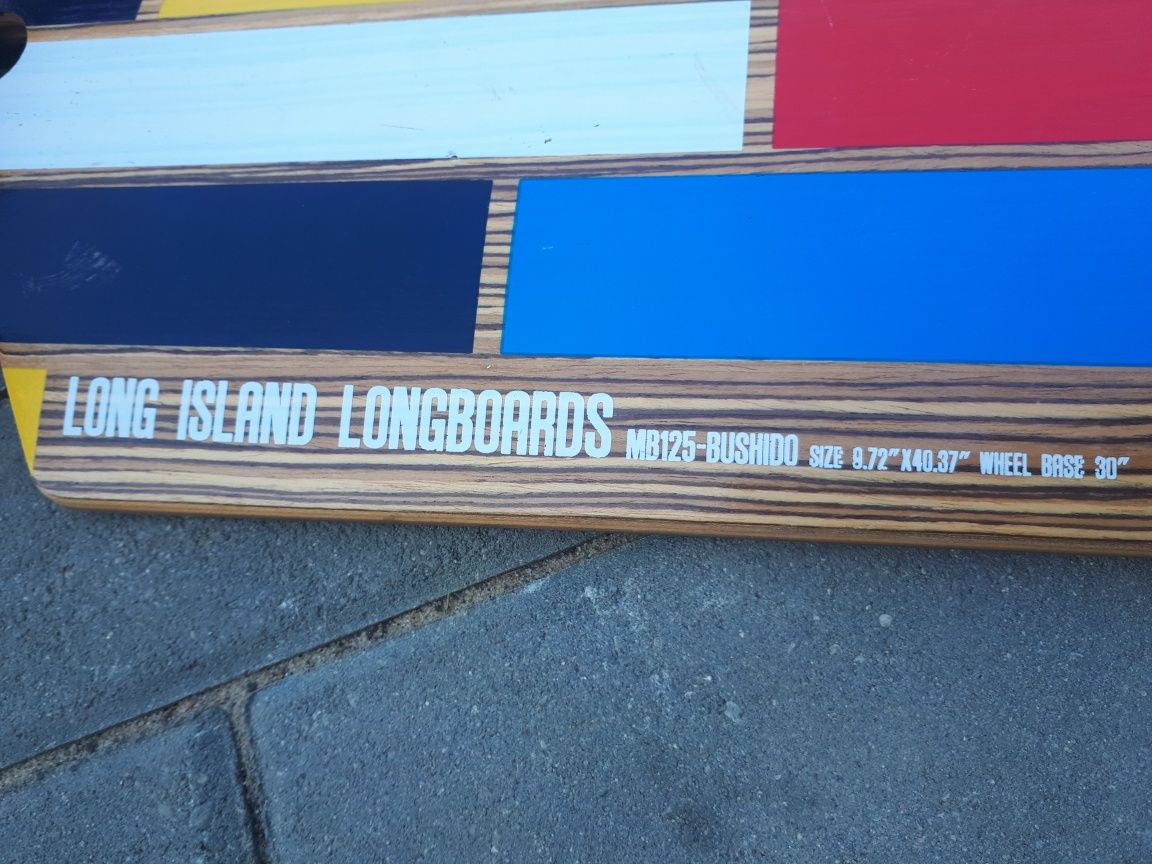 LONG ISLAND LONGBOARDS MB125-BUSHIDO SIZE 9.72"X40.37" WHEEL BASE 30"